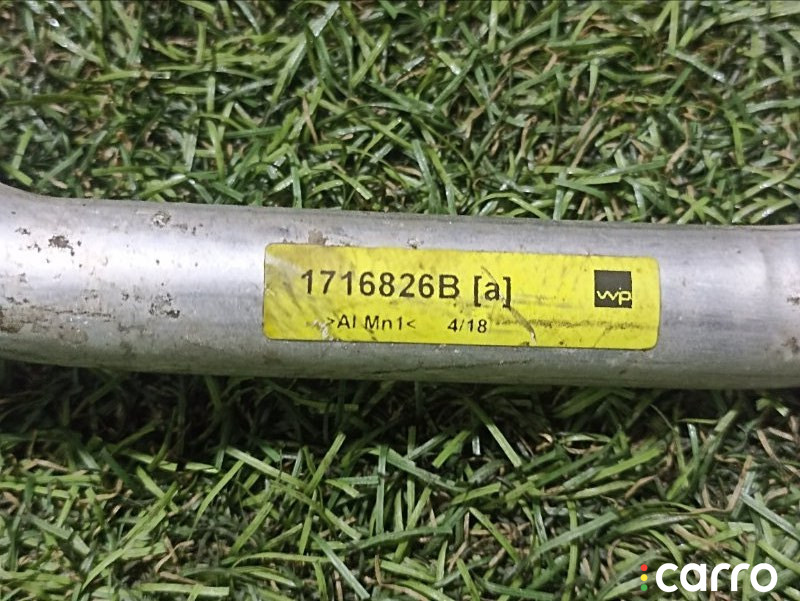 1716826B [a]
wp
>Al Mn1< 4/18
carro